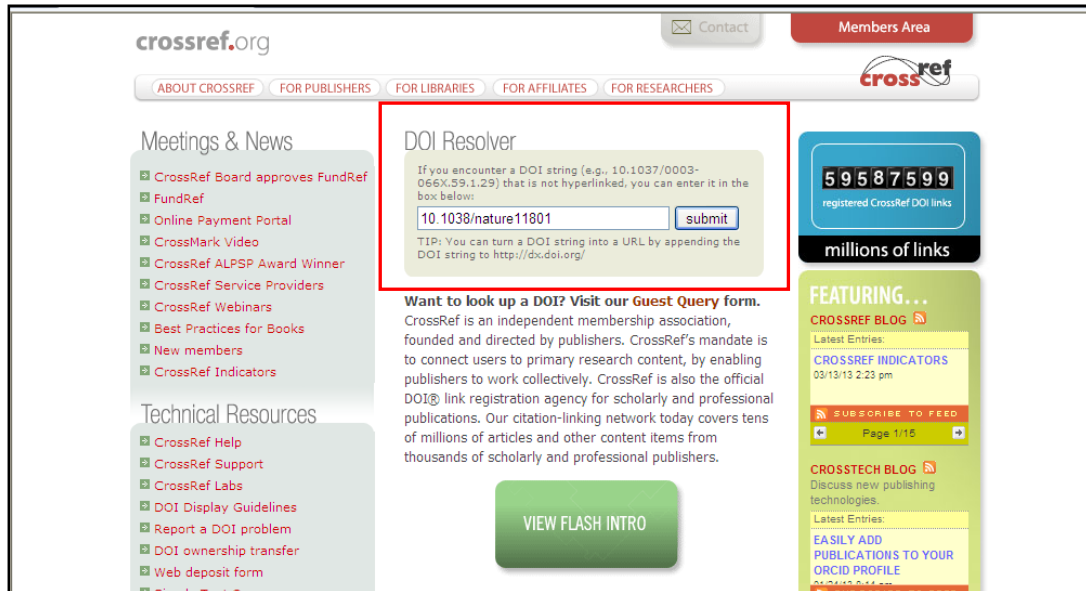 crossref.org
Contact
Members Area
crossref
ABOUT CROSSREF
FOR PUBLISHERS
FOR LIBRARIES
FOR AFFILIATES
FOR RESEARCHERS
Meetings & News
CrossRef Board approves FundRef
FundRef
Online Payment Portal
CrossMark Video
CrossRef ALPSP Award Winner
CrossRef Service Providers
CrossRef Webinars
Best Practices for Books
New members
CrossRef Indicators
Technical Resources
CrossRef Help
CrossRef Support
CrossRef Labs
DOI Display Guidelines
Report a DOI problem
DOI ownership transfer
Web deposit form
DOI Resolver
If you encounter a DOI string (e.g., 10.1037/0003-
066X.59.1.29) that is not hyperlinked, you can enter it in the
box below:
10.1038/nature11801
submit
TIP: You can turn a DOI string into a URL by appending the
DOI string to http://dx.doi.org/
Want to look up a DOI? Visit our Guest Query form.
CrossRef is an independent membership association,
founded and directed by publishers. CrossRef's mandate is
to connect users to primary research content, by enabling
publishers to work collectively. CrossRef is also the official
DOI® link registration agency for scholarly and professional
publications. Our citation-linking network today covers tens
of millions of articles and other content items from
thousands of scholarly and professional publishers.
VIEW FLASH INTRO
59587599
registered CrossRef DOI links
millions of links
FEATURING...
CROSSREF BLOG
Latest Entries:
CROSSREF INDICATORS
03/13/13 2:23 pm
SUBSCRIBE TO FEED
Page 1/15
CROSSTECH BLOG
Discuss new publishing
technologies.
Latest Entries:
EASILY ADD
PUBLICATIONS TO YOUR
ORCID PROFILE